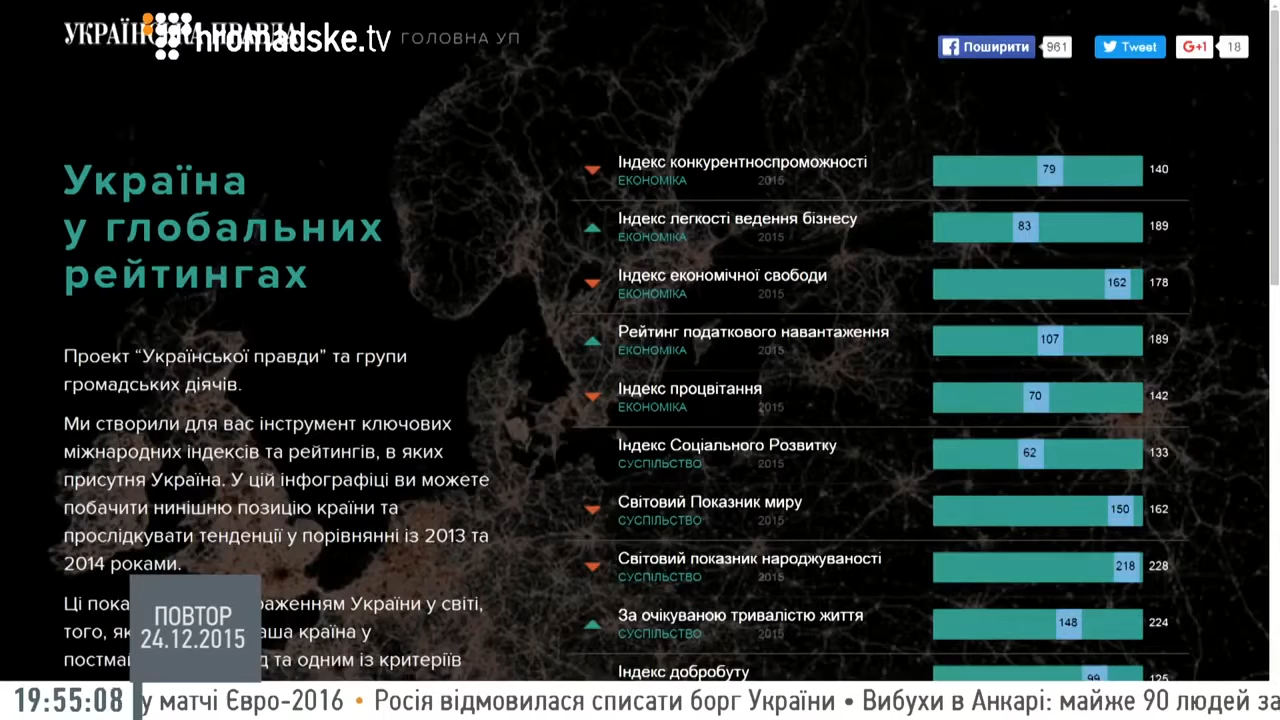 УКРАЇНСЬКА ПРАВДА
hromadske.tv
ГОЛОВНА УП
Поширити 961
Tweet
G+1 18
Україна
у глобальних
рейтингах
Проект “Української правди" та групи
громадських діячів.
Ми створили для вас інструмент ключових
міжнародних індексів та рейтингів, в яких
присутня Україна. У цій інфографіці ви можете
побачити нинішню позицію країни та
прослідкувати тенденції у порівнянні із 2013 та
2014 роками.
Ці пока
раженням України у світі,
того, як
аша країна у
та одним із критеріїв
Індекс конкурентноспроможності
ЕКОНОМІКА 2015
79 140
Індекс легкості ведення бізнесу
ЕКОНОМІКА 2015
83 189
Індекс економічної свободи
ЕКОНОМІКА 2015
162 178
Рейтинг податкового навантаження
ЕКОНОМІКА 2015
107 189
Індекс процвітання
ЕКОНОМІКА 2015
70 142
Індекс Соціального Розвитку
СУСПІЛЬСТВО 2015
62 133
Світовий Показник миру
СУСПІЛЬСТВО 2015
150 162
Світовий показник народжуваності
СУСПІЛЬСТВО 2015
218 228
За очікуваною тривалістю життя
СУСПІЛЬСТВО 2015
148 224
Індекс добробуту
99 125
ПОВТОР
24.12.2015
19:55:08 у матчі Євро-2016 • Росія відмовилася списати борг України • Вибухи в Анкарі: майже 90 людей за